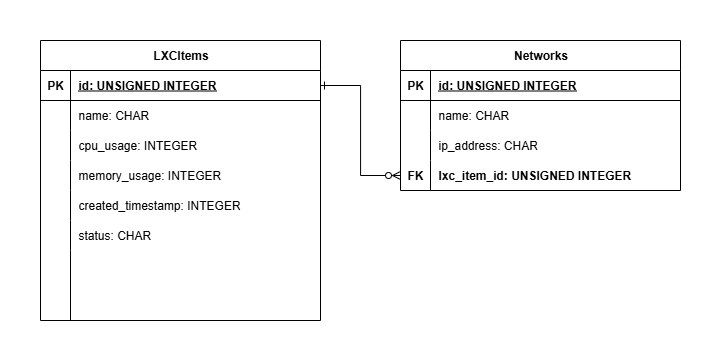 LXCItems
PK id: UNSIGNED INTEGER
name: CHAR
cpu_usage: INTEGER
memory_usage: INTEGER
created_timestamp: INTEGER
status: CHAR
Networks
PK id: UNSIGNED INTEGER
name: CHAR
ip_address: CHAR
FK lxc_item_id: UNSIGNED INTEGER